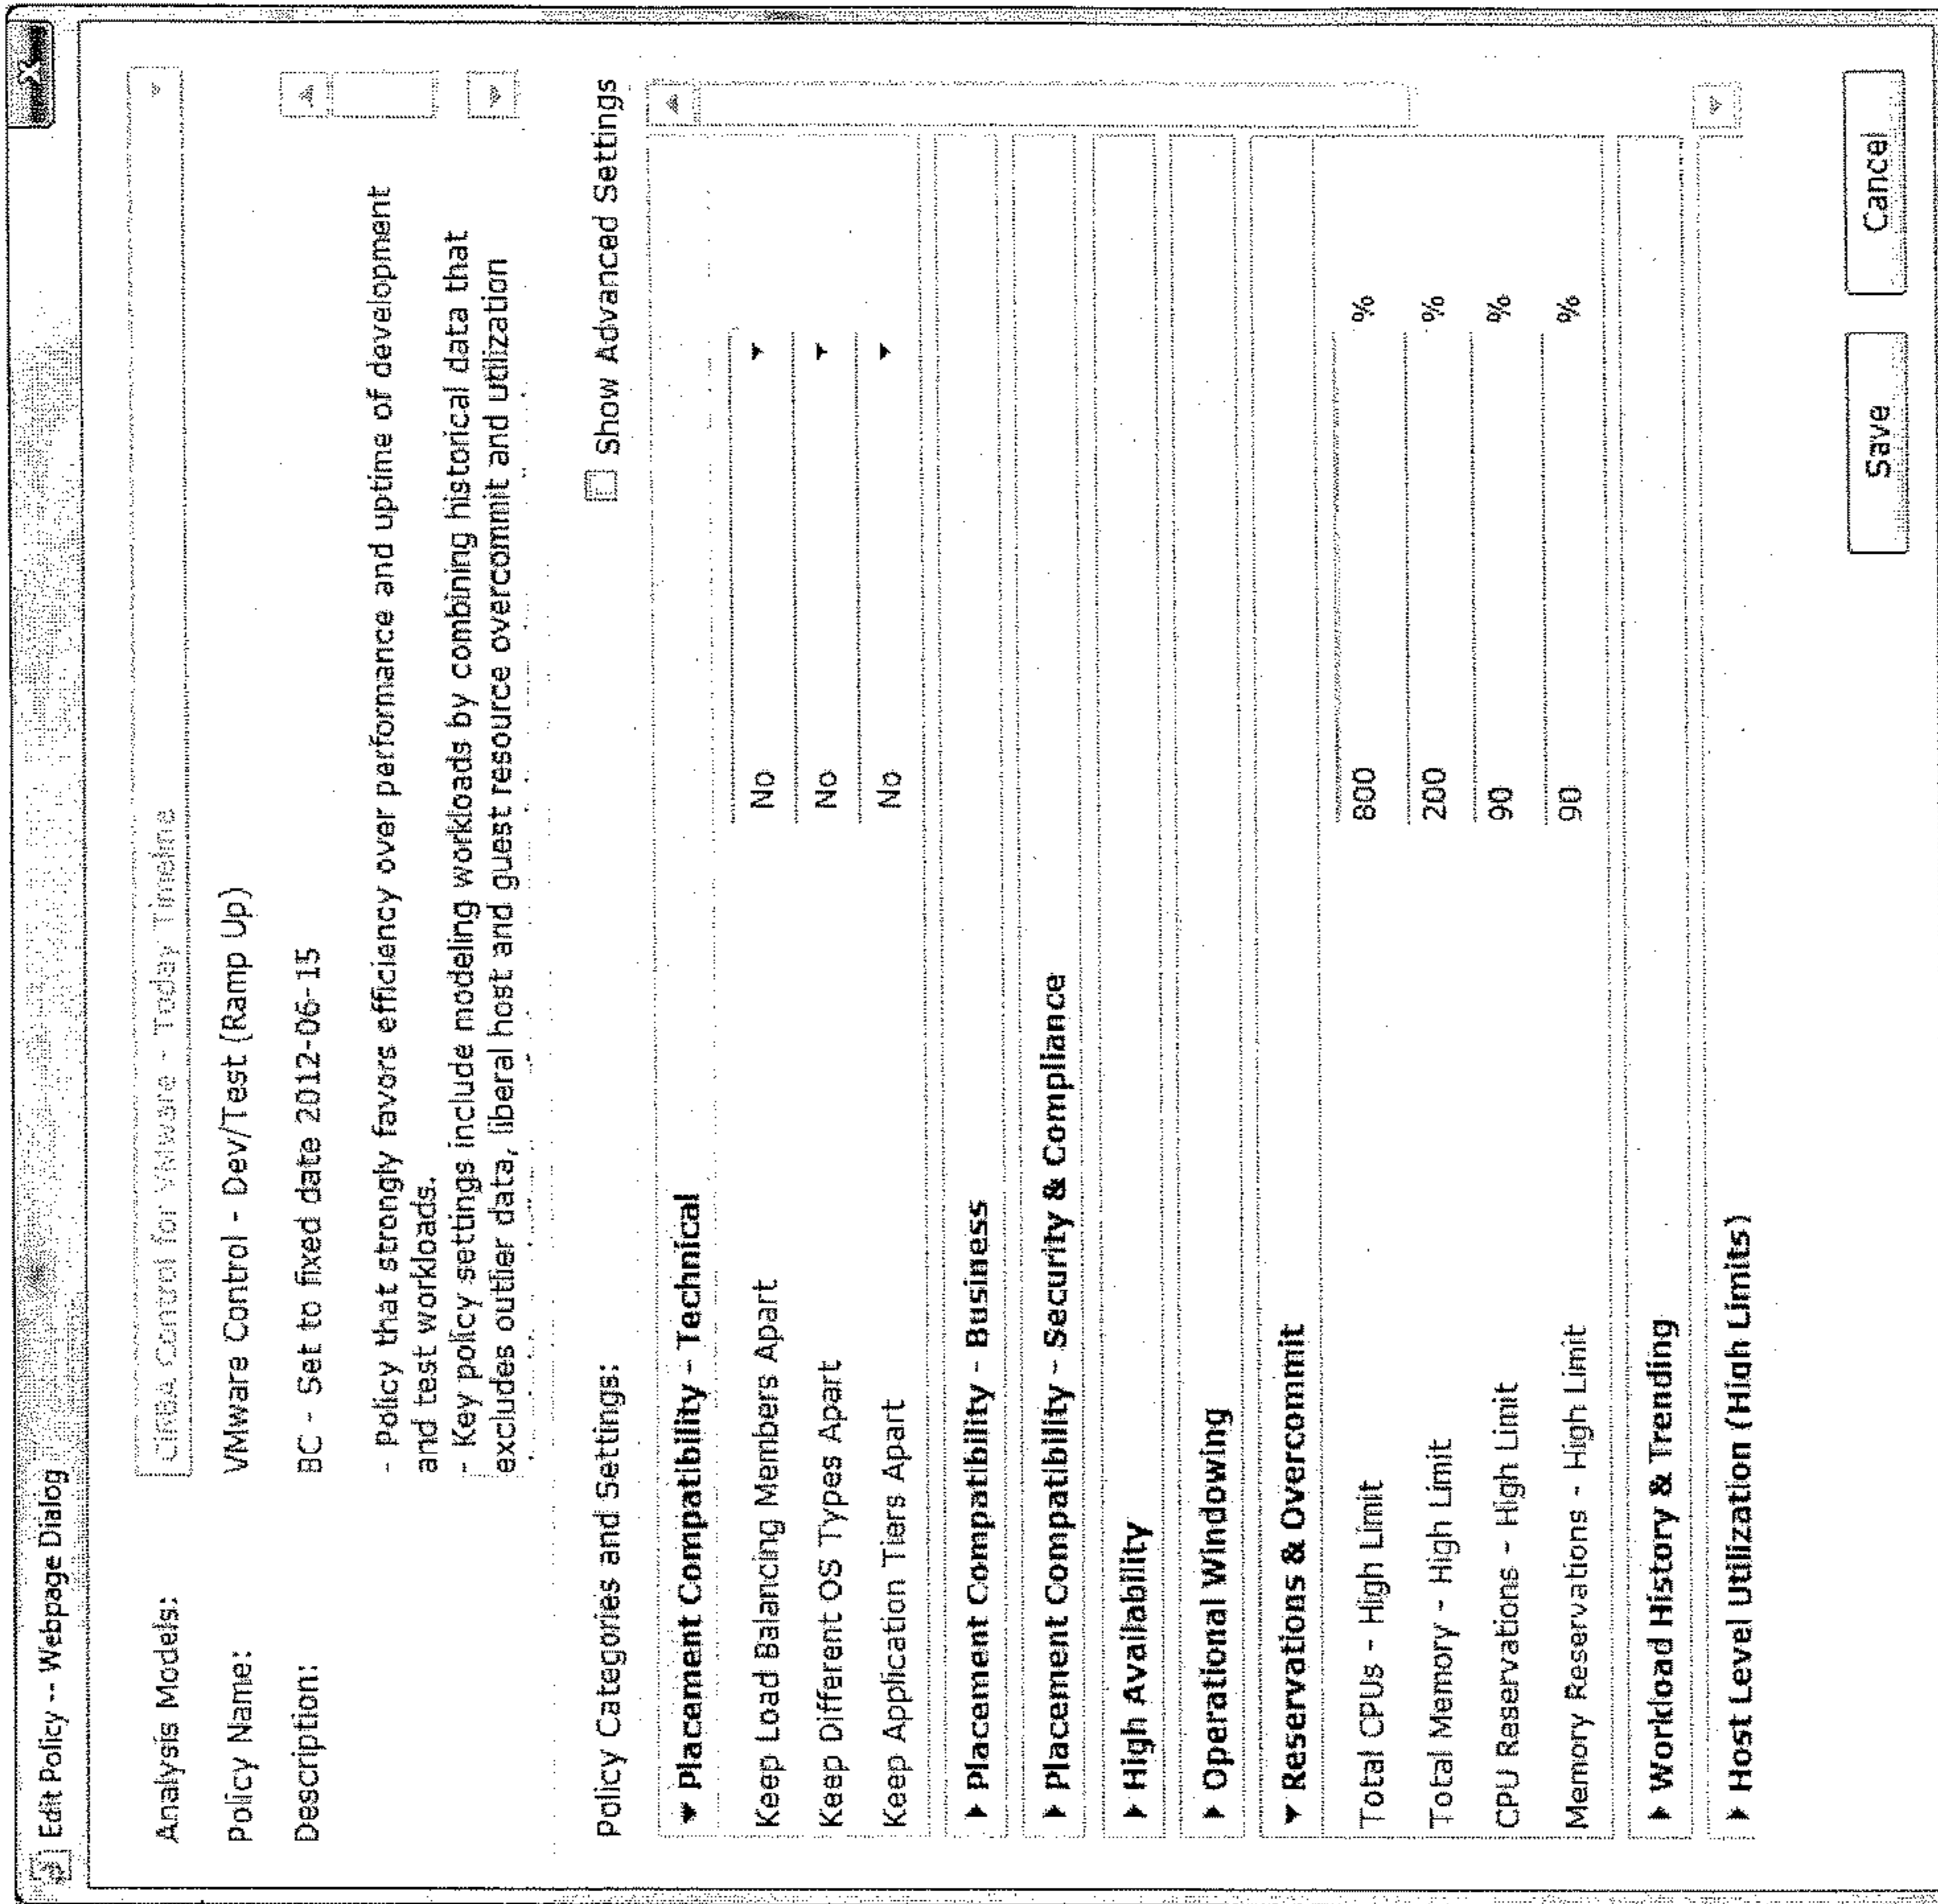 Edit Policy -- Webpage Dialog
Analysis Models: CiRBA Control for VMware - Today Timeline
Policy Name: VMware Control - Dev/Test (Ramp Up)
Description: BC - Set to fixed date 2012-06-15
- Policy that strongly favors efficiency over performance and uptime of development
and test workloads.
- Key policy settings include modeling workloads by combining historical data that
excludes outlier data, liberal host and guest resource overcommit and utilization
Policy Categories and Settings: Show Advanced Settings
Placement Compatibility - Technical
Keep Load Balancing Members Apart No
Keep Different OS Types Apart No
Keep Application Tiers Apart No
Placement Compatibility - Business
Placement Compatibility - Security & Compliance
High Availability
Operational Windowing
Reservations & Overcommit
Total CPUs - High Limit 800 %
Total Memory - High Limit 200 %
CPU Reservations - High Limit 90 %
Memory Reservations - High Limit 90 %
Workload History & Trending
Host Level Utilization (High Limits)
Save Cancel